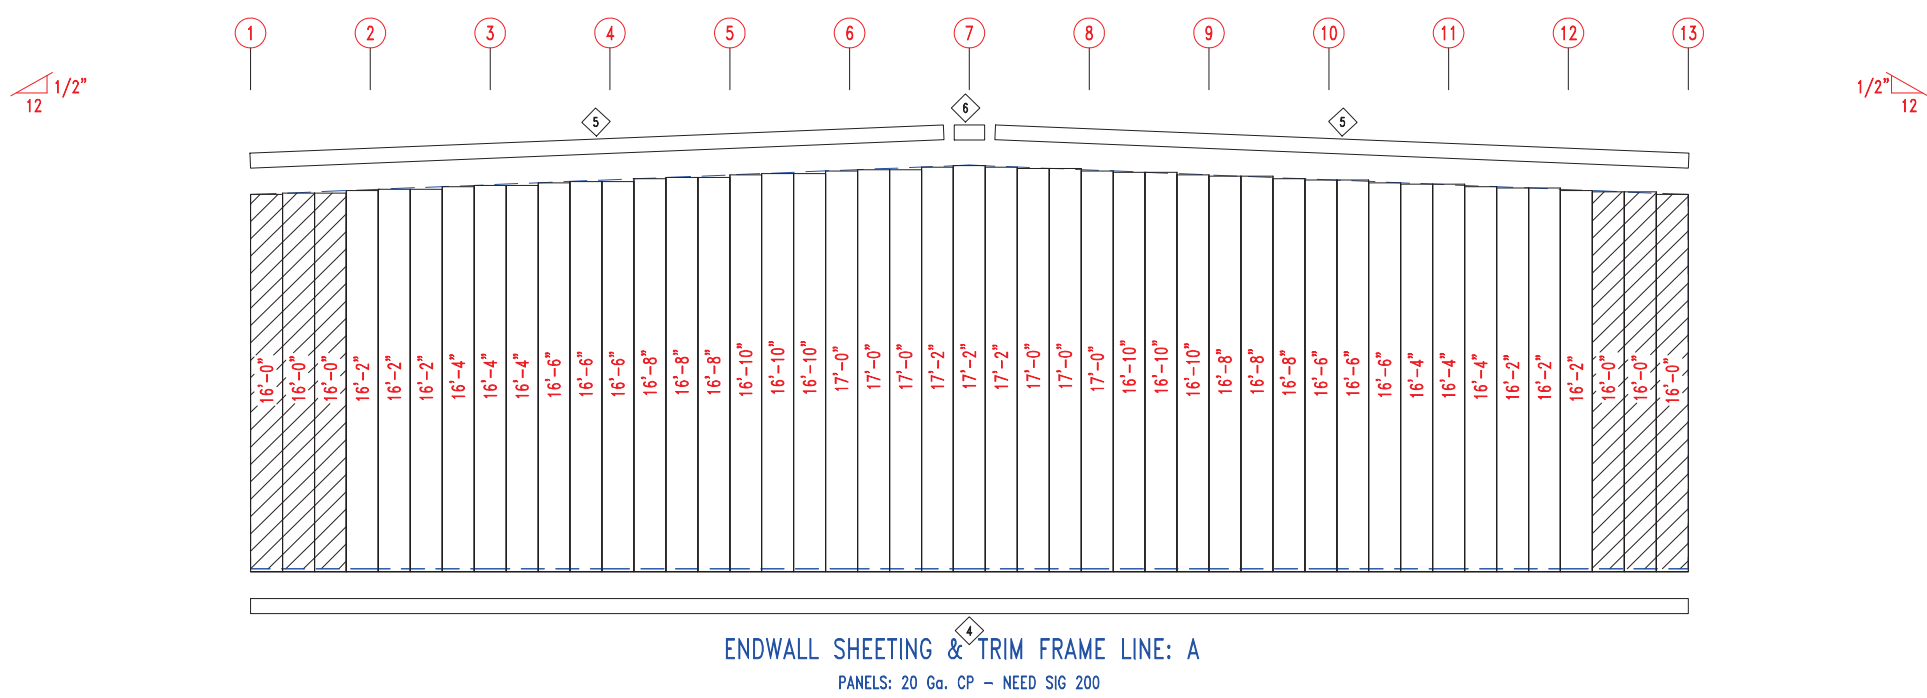 1 2 3 4 5 6 7 8 9 10 11 12 13
1/2" 12
1/2" 12
5 6 5
16'-0" 16'-0" 16'-0" 16'-2" 16'-2" 16'-2" 16'-4" 16'-4" 16'-4" 16'-6" 16'-6" 16'-6" 16'-8" 16'-8" 16'-8" 16'-10" 16'-10" 16'-10" 17'-0" 17'-0" 17'-0" 17'-2" 17'-2" 17'-2" 17'-0" 17'-0" 17'-0" 16'-10" 16'-10" 16'-10" 16'-8" 16'-8" 16'-8" 16'-6" 16'-6" 16'-6" 16'-4" 16'-4" 16'-4" 16'-2" 16'-2" 16'-2" 16'-0" 16'-0" 16'-0"
4
ENDWALL SHEETING & TRIM FRAME LINE: A
PANELS: 20 Ga. CP - NEED SIG 200